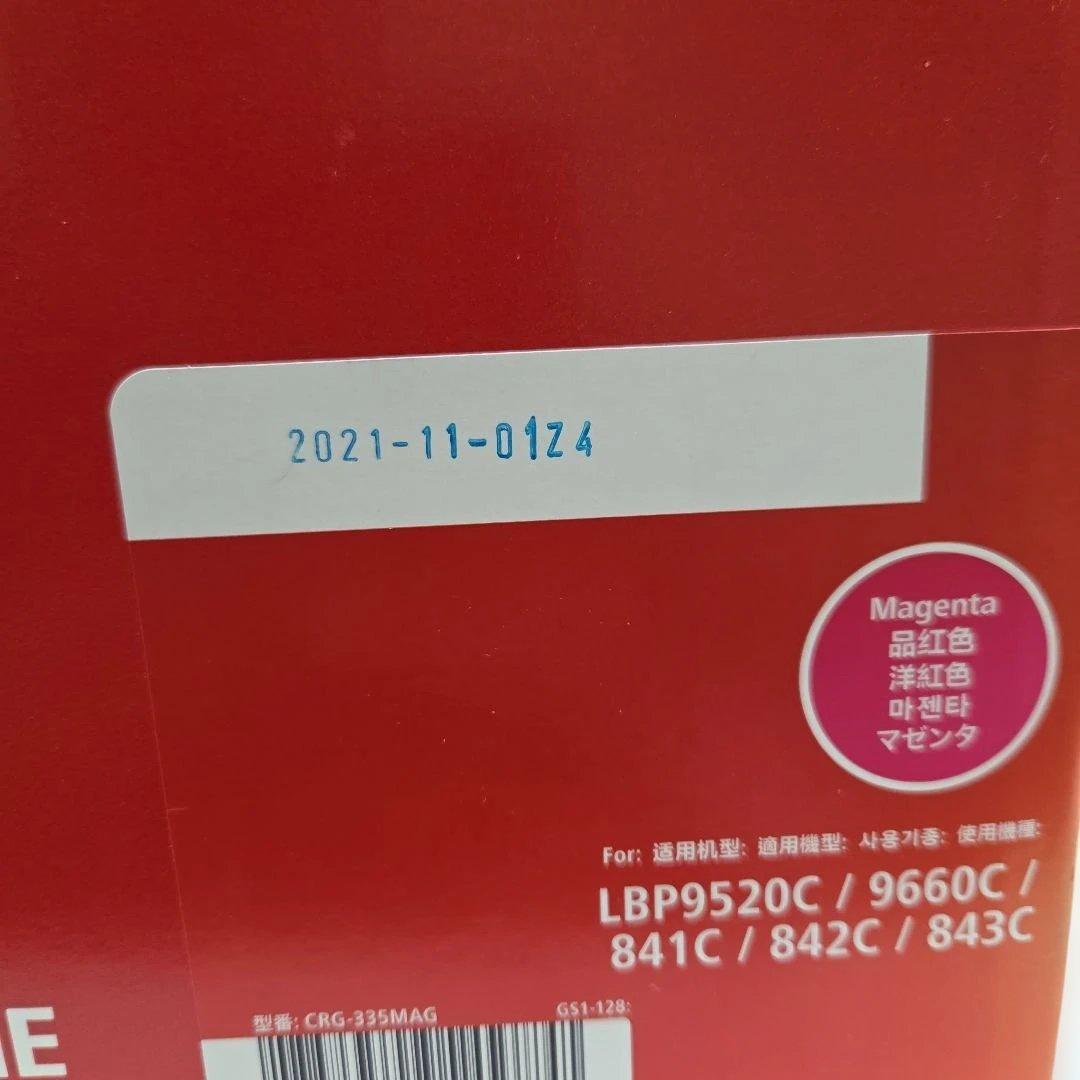 2021-11-01Z4
Magenta
品红色
洋紅色
마젠타
マゼンタ
For: 适用机型: 適用機型: 사용기종: 使用機種:
LBP9520C / 9660C /
841C / 842C / 843C
型番: CRG-335MAG GS1-128: